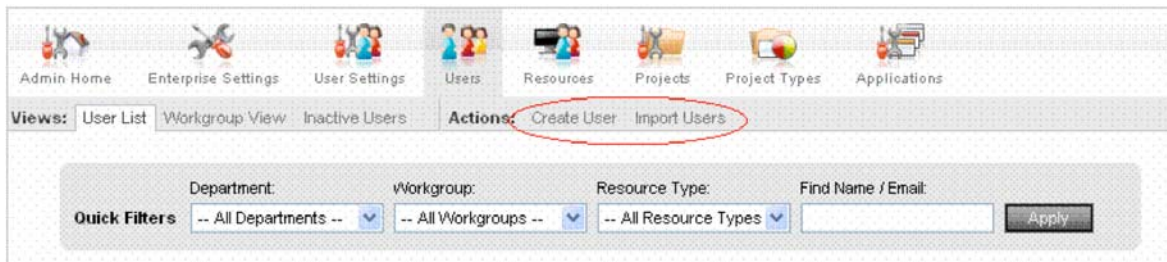 Admin Home Enterprise Settings User Settings Users Resources Projects Project Types Applications
Views: User List Workgroup View Inactive Users Actions: Create User Import Users
Department: Workgroup: Resource Type: Find Name / Email:
Quick Filters -- All Departments -- -- All Workgroups -- -- All Resource Types Apply